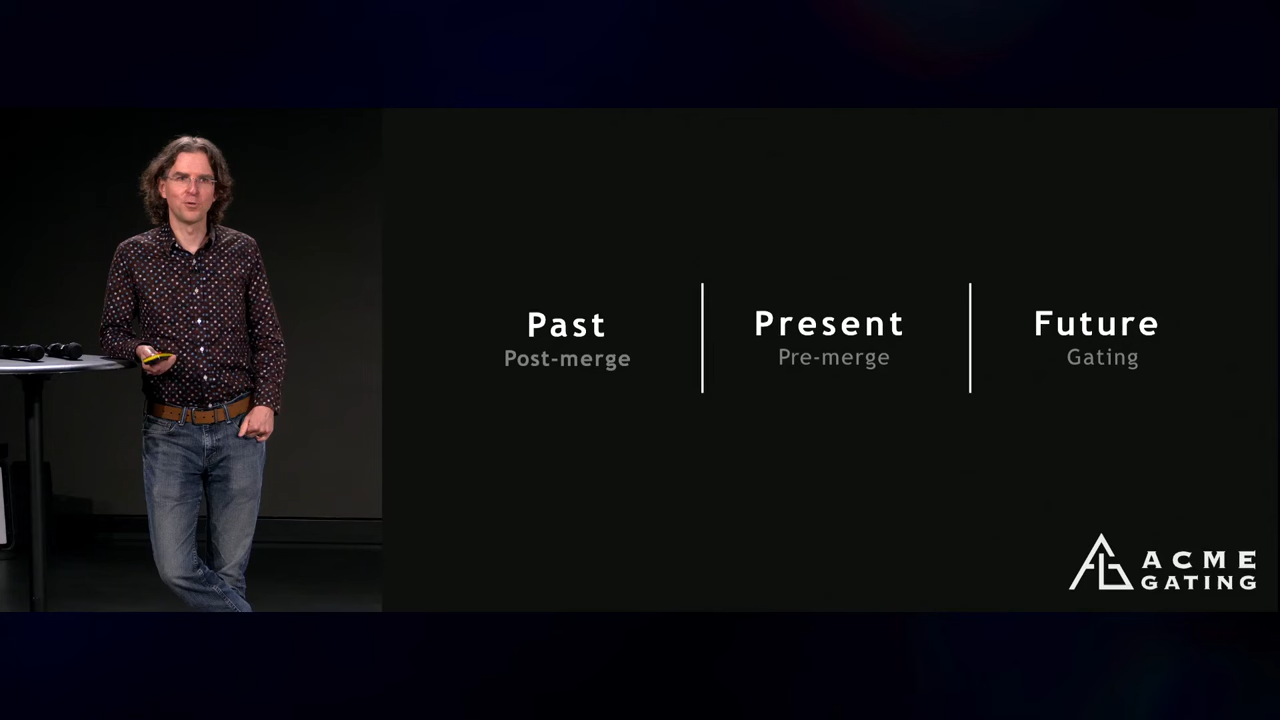 Past
Post-merge
Present
Pre-merge
Future
Gating
ACME
GATING